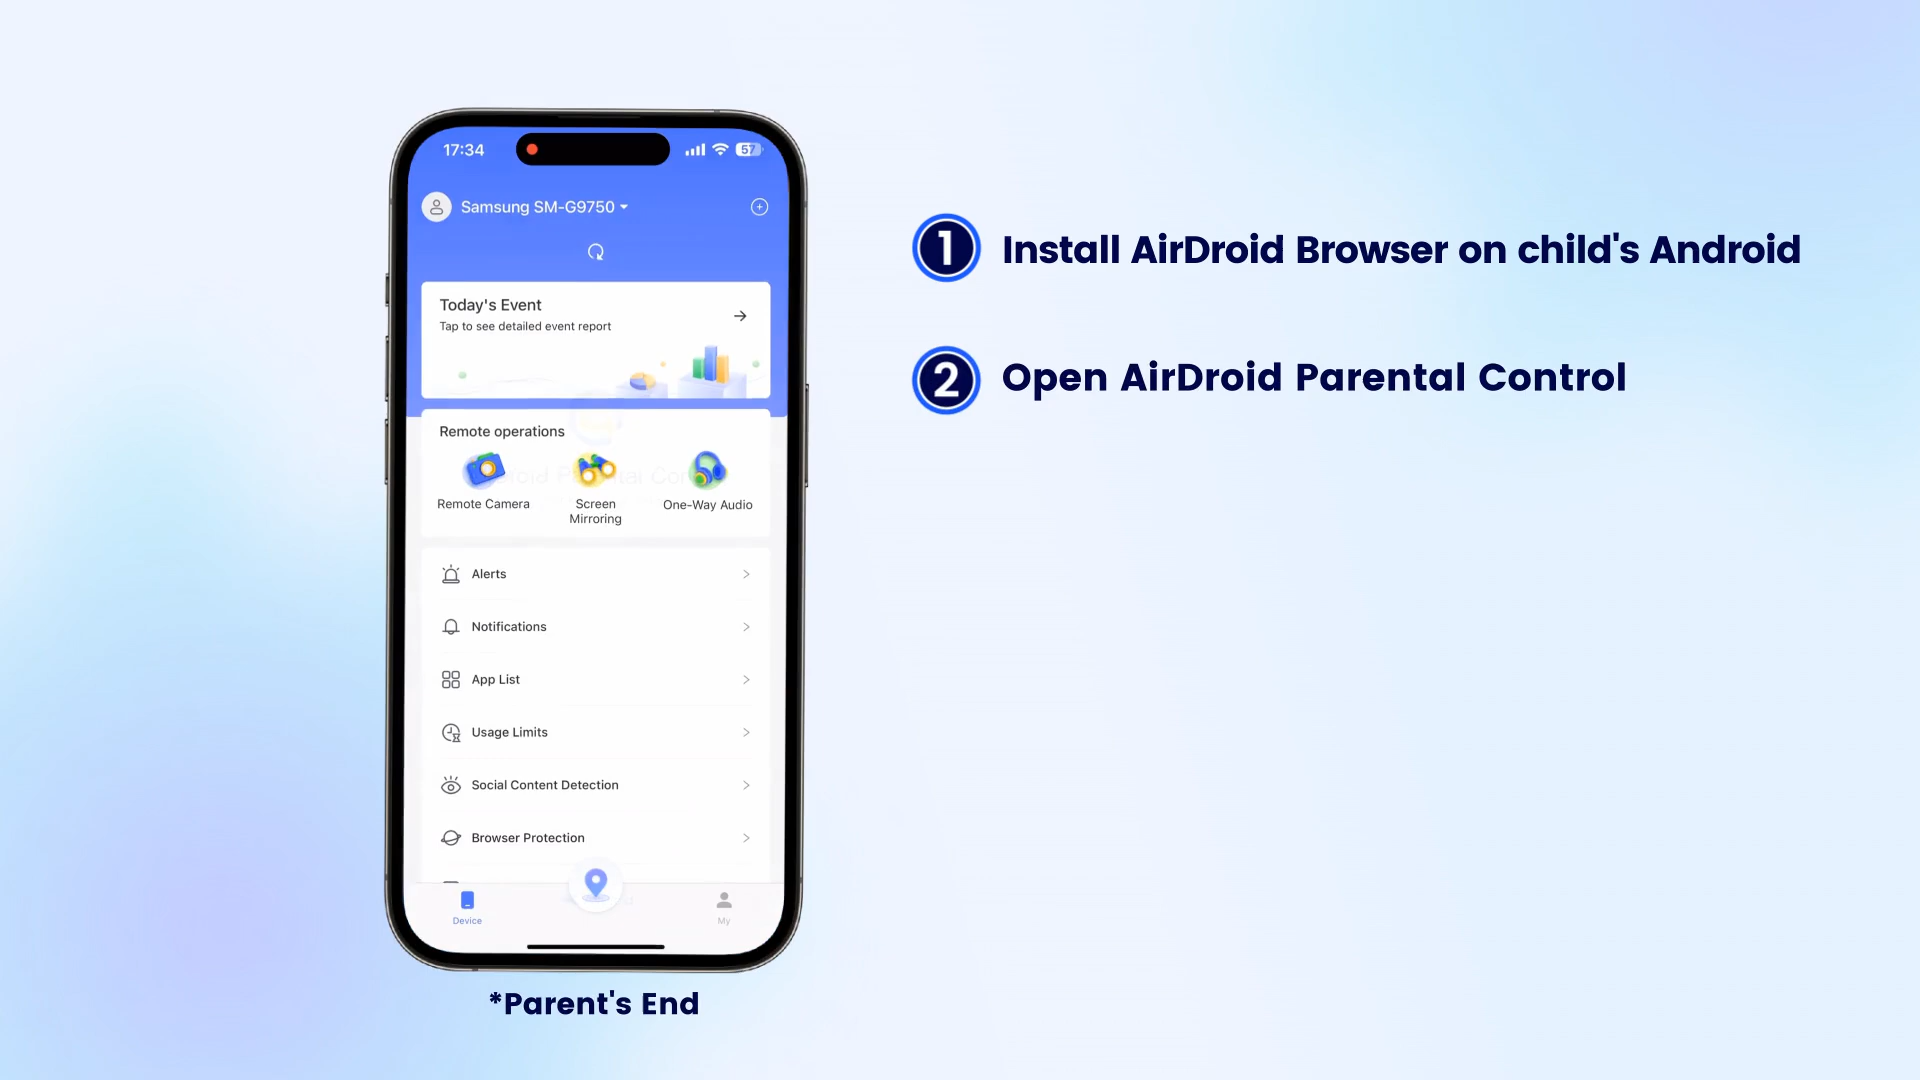 17:34
57
Samsung SM-G9750
Today's Event
Tap to see detailed event report
Remote operations
Remote Camera
Screen
Mirroring
One-Way Audio
Alerts
Notifications
App List
Usage Limits
Social Content Detection
Browser Protection
Device
My
*Parent's End
1 Install AirDroid Browser on child's Android
2 Open AirDroid Parental Control